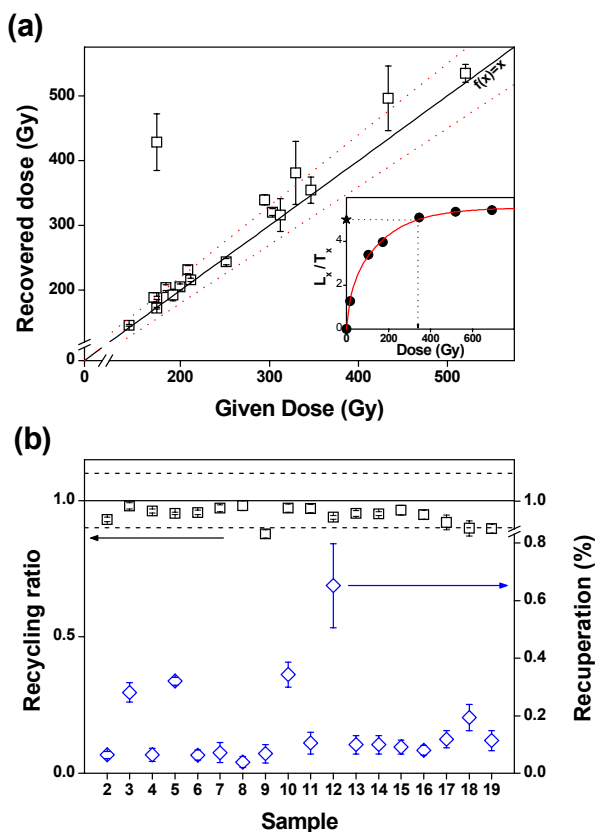 (a)
500
400
300
200
0
Recovered dose (Gy)
f(x)=x
4
2
0
Lx / Tx
0 400 600
Dose (Gy)
0 200 300 400 500
Given Dose (Gy)
(b)
1.0
0.5
0.0
Recycling ratio
1.0
0.8
0.6
0.4
0.2
0.0
Recuperation (%)
2 3 4 5 6 7 8 9 10 11 12 13 14 15 16 17 18 19
Sample